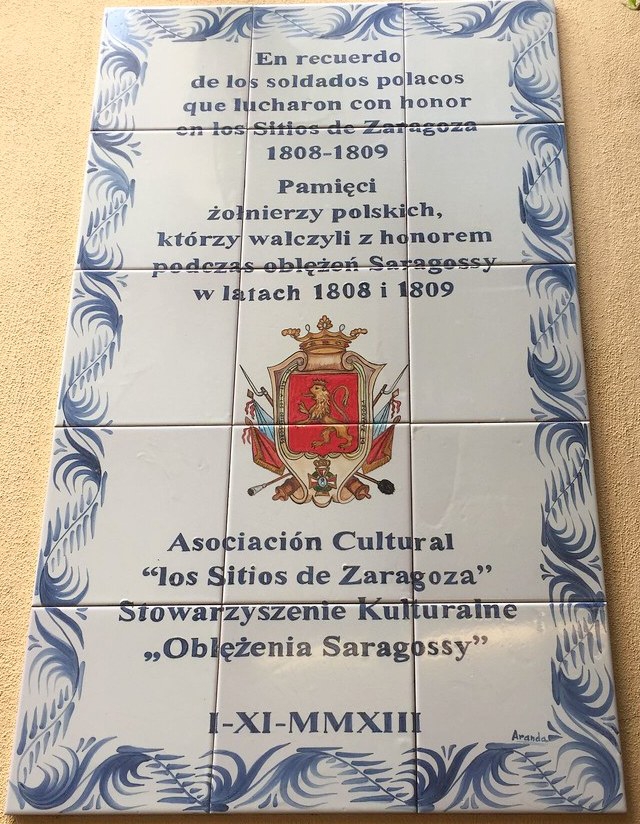 En recuerdo
de los soldados polacos
que lucharon con honor
en los Sitios de Zaragoza
1808-1809
Pamięci
żołnierzy polskich,
którzy walczyli z honorem
podczas oblężeń Saragossy
w latach 1808 i 1809
Asociación Cultural
“los Sitios de Zaragoza”
Stowarzyszenie Kulturalne
„Oblężenia Saragossy”
I-XI-MMXIII
Aranda